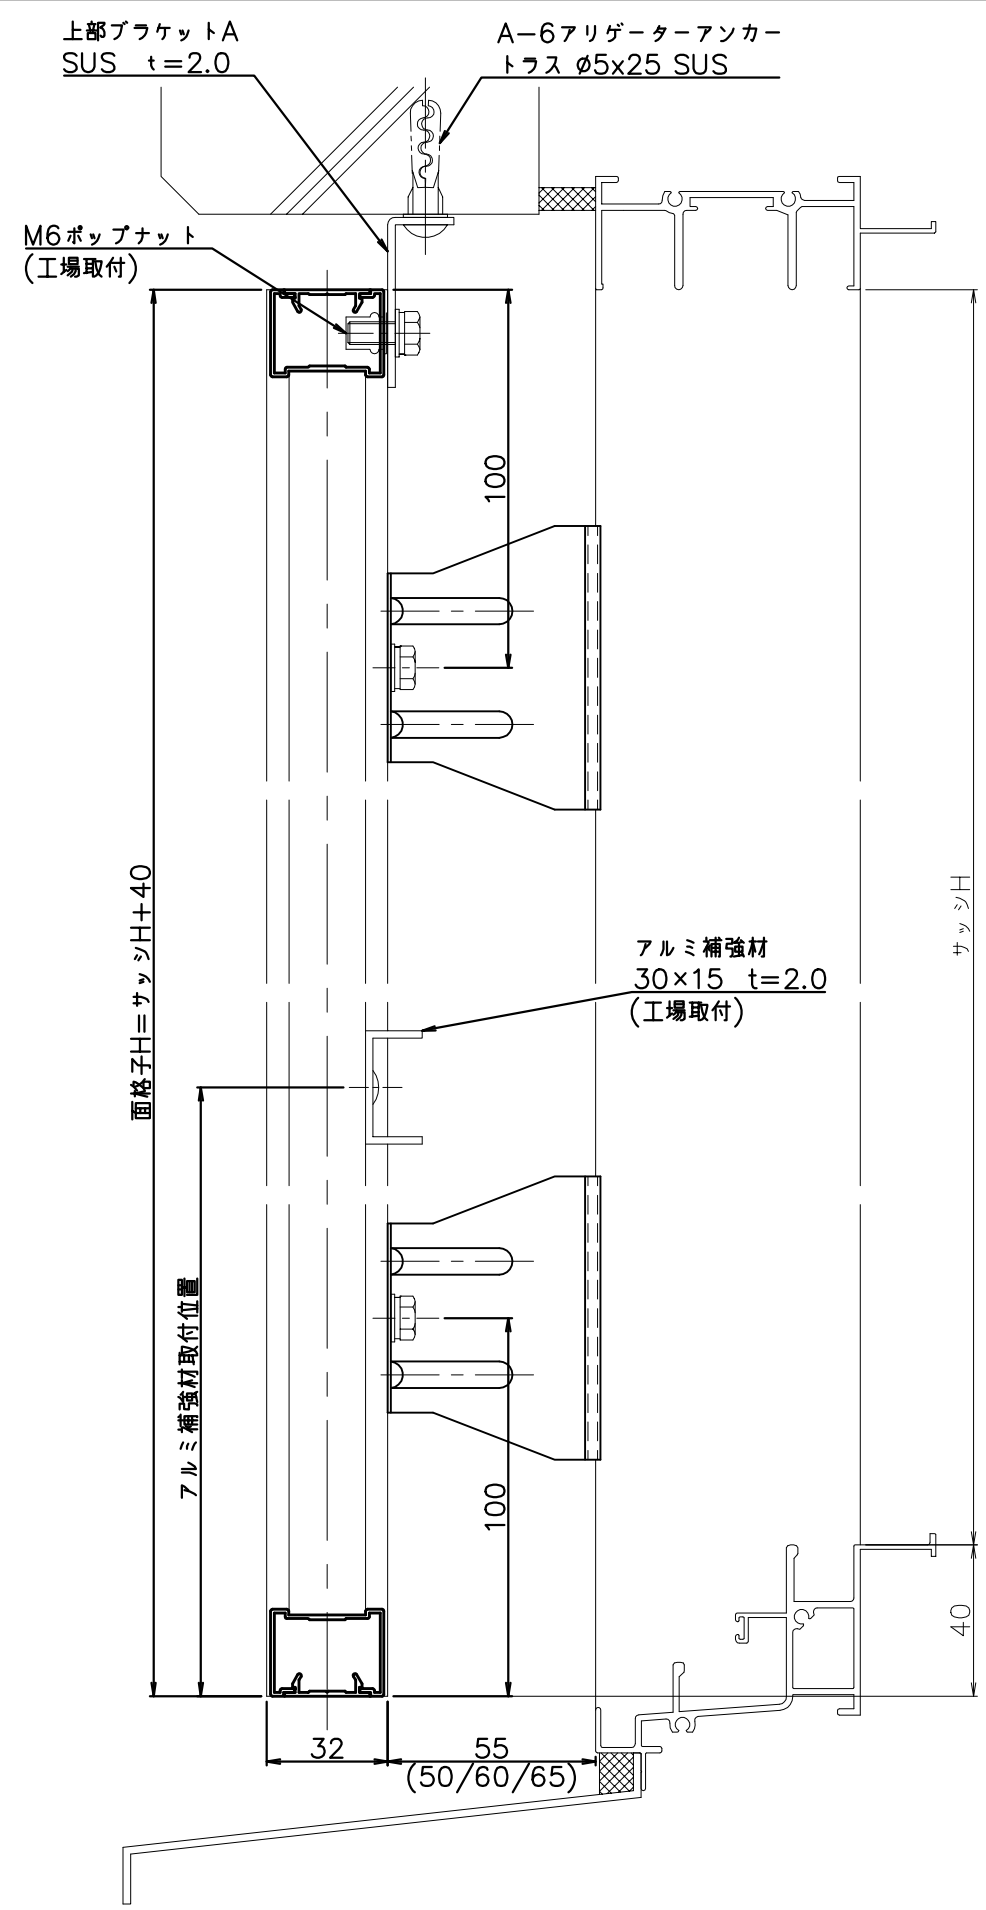 上部ブラケットA
SUS t=2.0
A-6アリゲーターアンカー
トラス Ø5x25 SUS
M6ポップナット
(工場取付)
100
面格子H=サッシH+40
サッシH
アルミ補強材
30×15 t=2.0
(工場取付)
アルミ補強材取付位置
100
40
32
55
(50/60/65)